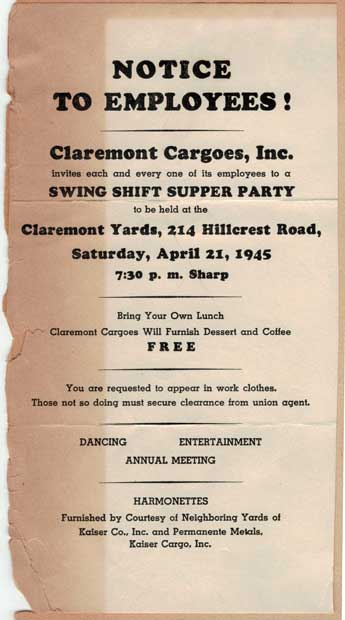 NOTICE
TO EMPLOYEES!
Claremont Cargoes, Inc.
invites each and every one of its employees to a
SWING SHIFT SUPPER PARTY
to be held at the
Claremont Yards, 214 Hillcrest Road,
Saturday, April 21, 1945
7:30 p. m. Sharp
Bring Your Own Lunch
Claremont Cargoes Will Furnish Dessert and Coffee
FREE
You are requested to appear in work clothes.
Those not so doing must secure clearance from union agent.
DANCING ENTERTAINMENT
ANNUAL MEETING
HARMONETTES
Furnished by Courtesy of Neighboring Yards of
Kaiser Co., Inc. and Permanente Metals,
Kaiser Cargo, Inc.